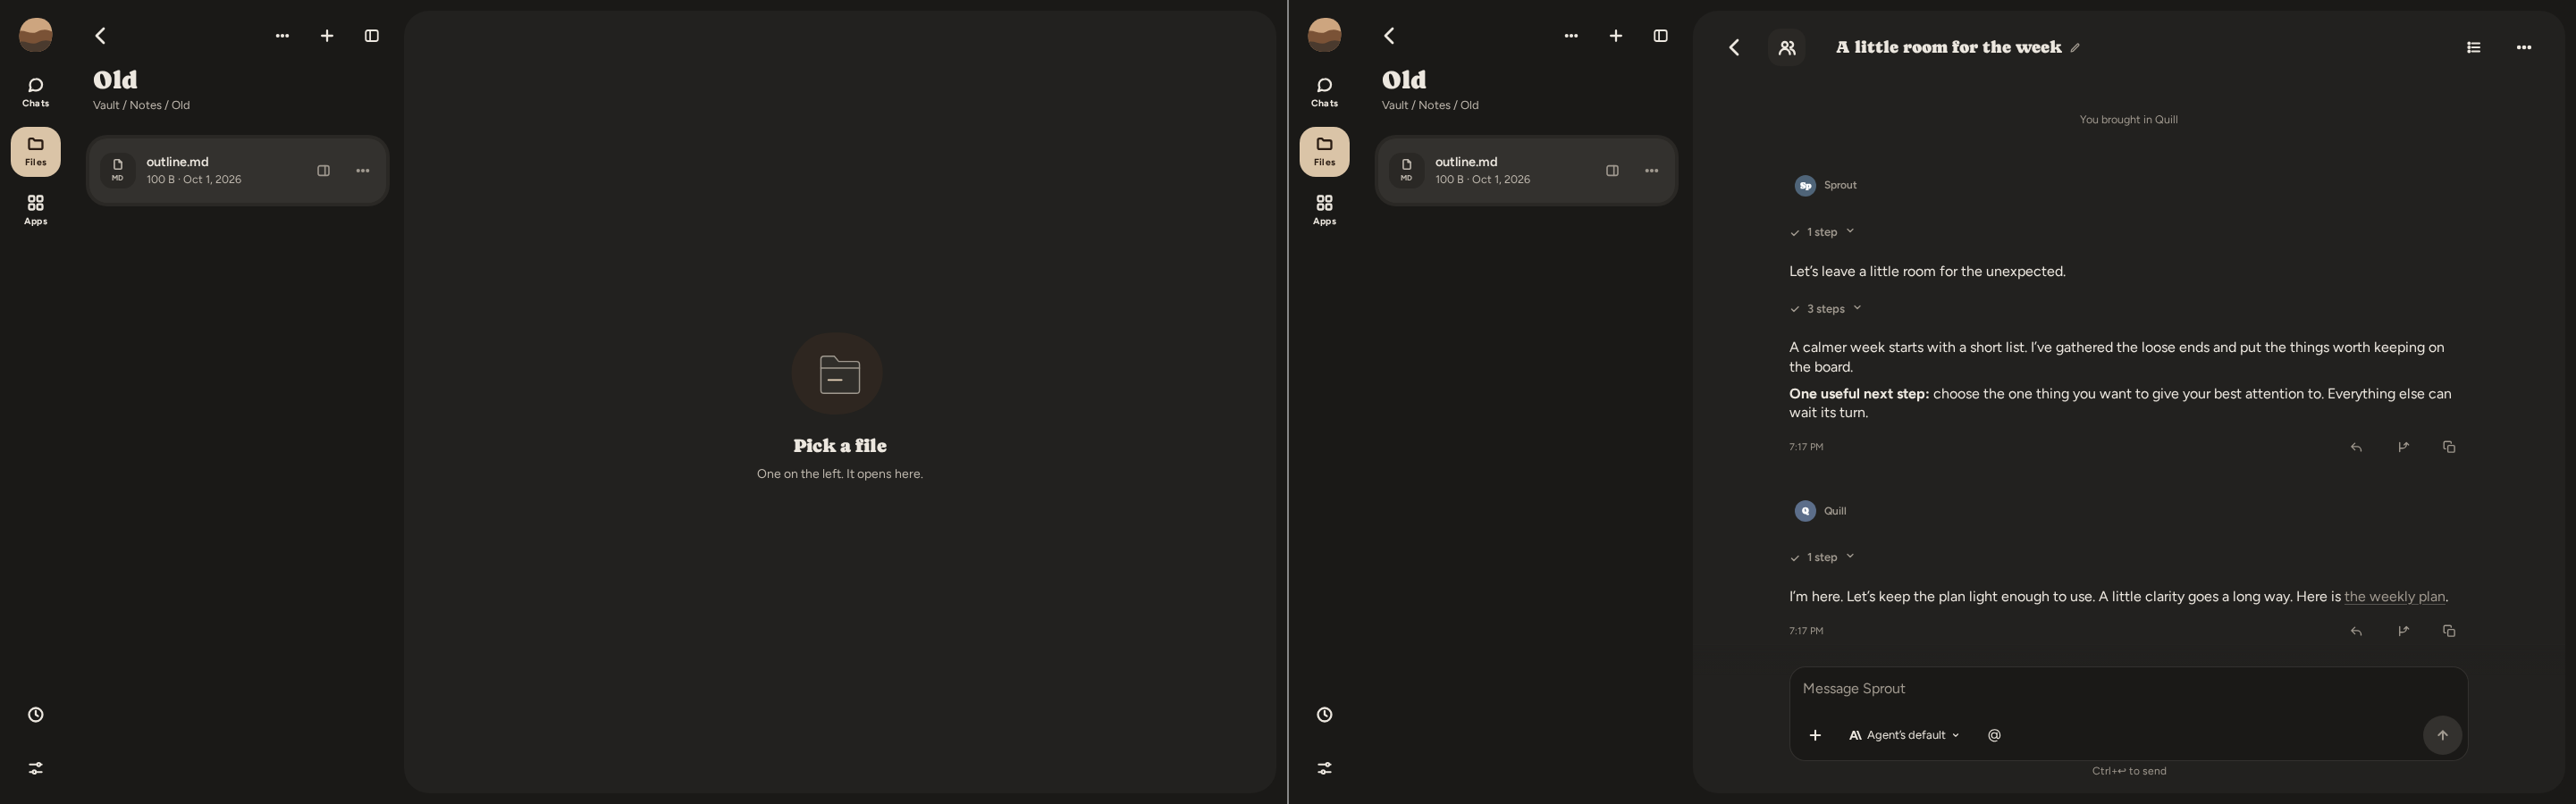 Chats
Files
Apps
Old
Vault / Notes / Old
outline.md
MD
100 B · Oct 1, 2026
Pick a file
One on the left. It opens here.
Chats
Files
Apps
Old
Vault / Notes / Old
outline.md
MD
100 B · Oct 1, 2026
A little room for the week
You brought in Quill
Sp Sprout
1 step
Let’s leave a little room for the unexpected.
3 steps
A calmer week starts with a short list. I’ve gathered the loose ends and put the things worth keeping on
the board.
One useful next step: choose the one thing you want to give your best attention to. Everything else can
wait its turn.
7:17 PM
Q Quill
1 step
I’m here. Let’s keep the plan light enough to use. A little clarity goes a long way. Here is the weekly plan.
7:17 PM
Message Sprout
A\ Agent’s default @
Ctrl+↩ to send